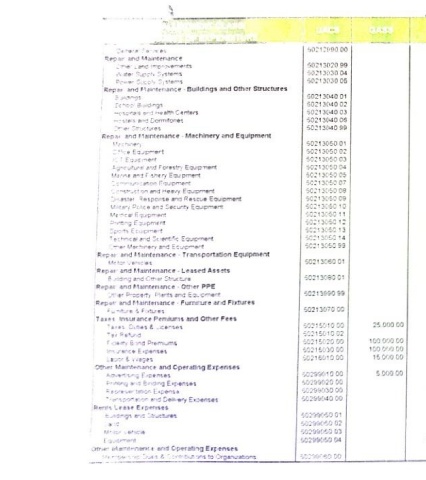 UACS GASS
General Services 50212990 00
Repair and Maintenance
Other Land Improvements 50213020 99
Water Supply Systems 50213030 04
Power Supply Systems 50213030 05
Repair and Maintenance - Buildings and Other Structures
Buildings 50213040 01
School Buildings 50213040 02
Hospitals and Health Centers 50213040 03
Hostels and Dormitories 50213040 06
Other Structures 50213040 99
Repair and Maintenance - Machinery and Equipment
Machinery 50213050 01
Office Equipment 50213050 02
ICT Equipment 50213050 03
Agricultural and Forestry Equipment 50213050 04
Marine and Fishery Equipment 50213050 05
Communication Equipment 50213050 07
Construction and Heavy Equipment 50213050 08
Disaster Response and Rescue Equipment 50213050 09
Military Police and Security Equipment 50213050 10
Medical Equipment 50213050 11
Printing Equipment 50213050 12
Sports Equipment 50213050 13
Technical and Scientific Equipment 50213050 14
Other Machinery and Equipment 50213050 99
Repair and Maintenance - Transportation Equipment
Motor Vehicles 50213060 01
Repair and Maintenance - Leased Assets
Building and Other Structure 50213080 01
Repair and Maintenance - Other PPE
Other Property, Plants and Equipment 50213990 99
Repair and Maintenance - Furniture and Fixtures
Furniture & Fixtures 50213070 00
Taxes, Insurance Premiums and Other Fees
Taxes, Duties & Licenses 50215010 00 25,000.00
Tax Refund 50215010 02
Fidelity Bond Premiums 50215020 00 100,000.00
Insurance Expenses 50215030 00 100,000.00
Labor & Wages 50216010 00 15,000.00
Other Maintenance and Operating Expenses
Advertising Expenses 50299010 00 5,000.00
Printing and Binding Expenses 50299020 00
Representation Expense 50299030 00
Transportation and Delivery Expenses 50299040 00
Rents Lease Expenses
Buildings and Structures 50299050 01
Land 50299050 02
Motor Vehicle 50299050 03
Equipment 50299050 04
Other Maintenance and Operating Expenses
Membership Dues & Contributions to Organizations 50299060 00